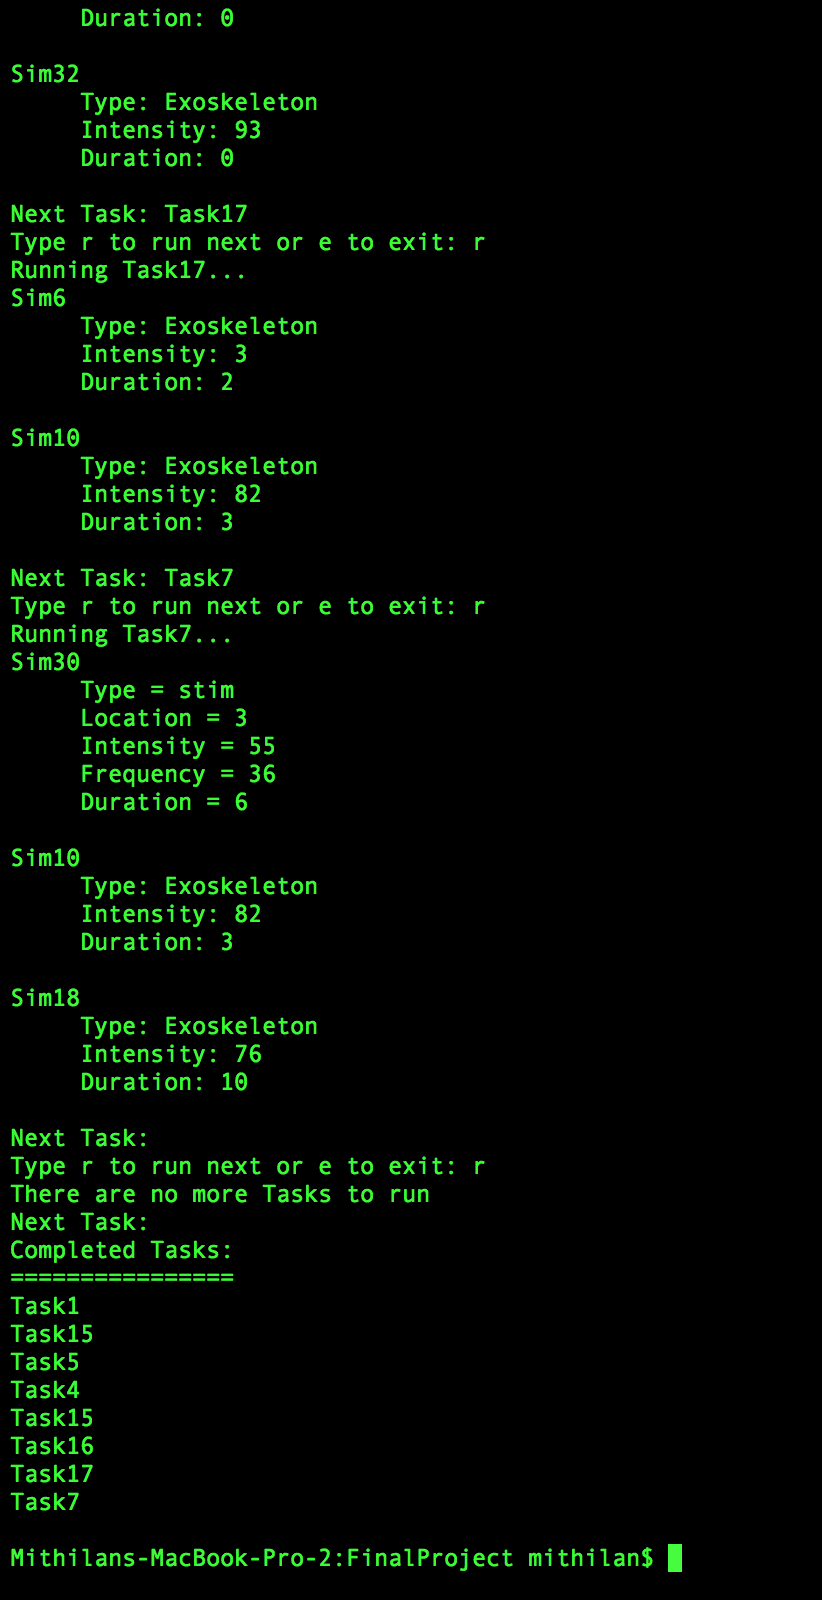 Duration: 0
Sim32
Type: Exoskeleton
Intensity: 93
Duration: 0
Next Task: Task17
Type r to run next or e to exit: r
Running Task17...
Sim6
Type: Exoskeleton
Intensity: 3
Duration: 2
Sim10
Type: Exoskeleton
Intensity: 82
Duration: 3
Next Task: Task7
Type r to run next or e to exit: r
Running Task7...
Sim30
Type = stim
Location = 3
Intensity = 55
Frequency = 36
Duration = 6
Sim10
Type: Exoskeleton
Intensity: 82
Duration: 3
Sim18
Type: Exoskeleton
Intensity: 76
Duration: 10
Next Task:
Type r to run next or e to exit: r
There are no more Tasks to run
Next Task:
Completed Tasks:
================
Task1
Task15
Task5
Task4
Task15
Task16
Task17
Task7
Mithilans-MacBook-Pro-2:FinalProject mithilan$